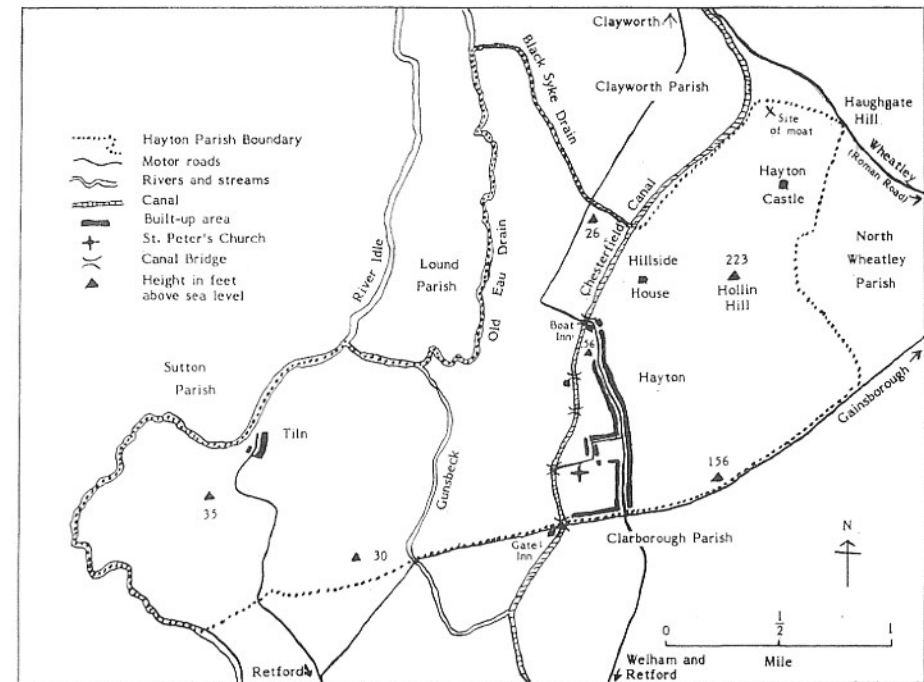 Clayworth
Clayworth Parish
Black Syke Drain
Haughgate
Hill
Wheatley
(Roman Road)
Site
of moat
Hayton
Castle
Hayton Parish Boundary
Motor roads
Rivers and streams
Canal
Built-up area
St. Peter's Church
Canal Bridge
Height in feet
above sea level
River Idle
Lound
Parish
Old Eau Drain
26
Chesterfield Canal
Hillside
House
223
Hollin
Hill
North
Wheatley
Parish
Boat
Inn
36
Hayton
Gainsborough
Sutton
Parish
Tiln
35
Gunsbeck
30
156
Gate
Inn
Clarborough Parish
N
0
1/2
1
Mile
Retford
Welham and
Retford